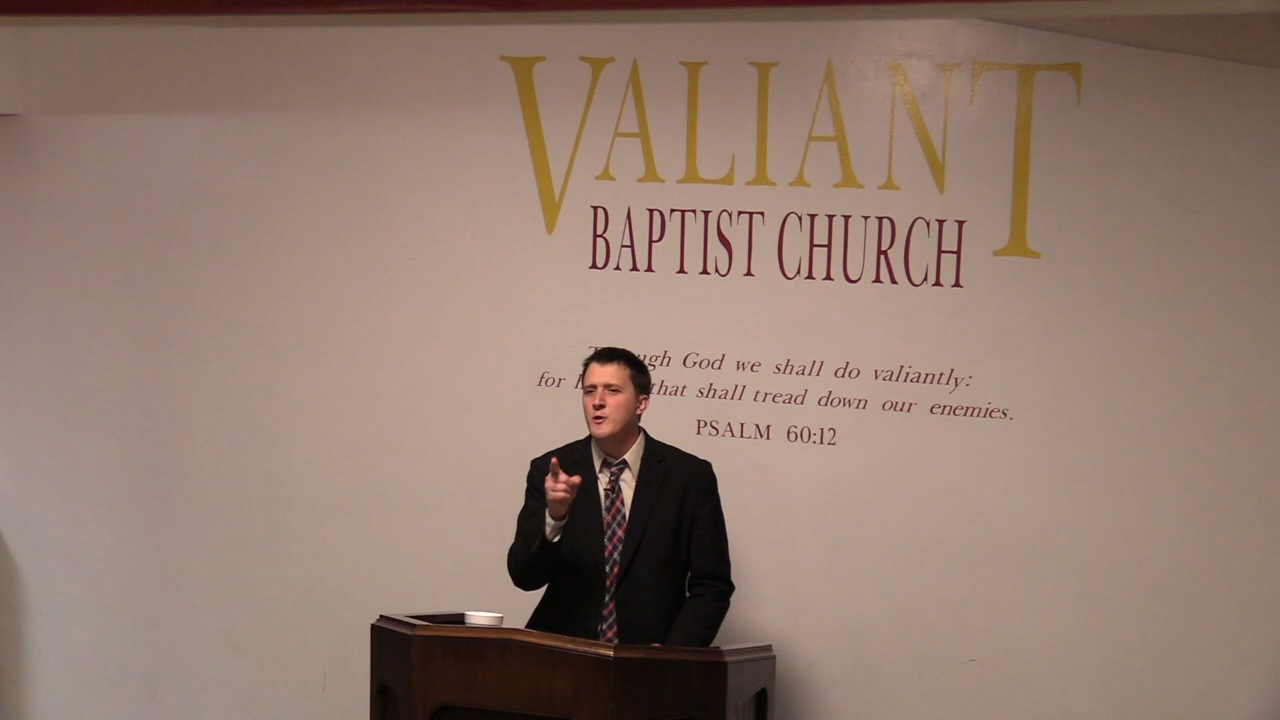 VALIANT
BAPTIST CHURCH
God we shall do valiantly:
for that shall tread down our enemies.
PSALM 60:12